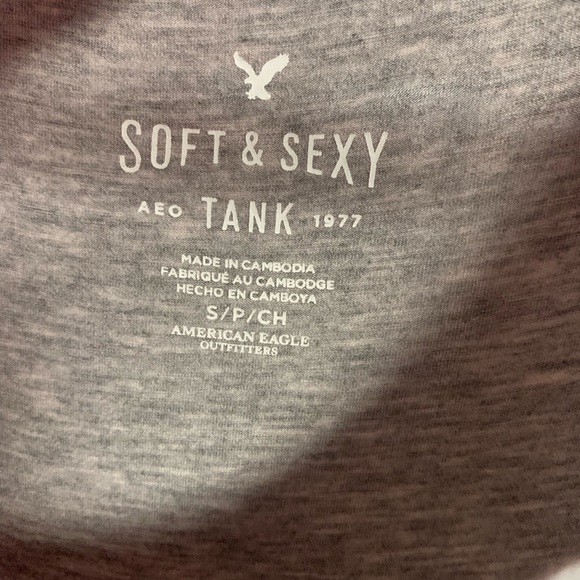 SOFT & SEXY
AEO TANK 1977
MADE IN CAMBODIA
FABRIQUÉ AU CAMBODGE
HECHO EN CAMBOYA
S/P/CH
AMERICAN EAGLE
OUTFITTERS